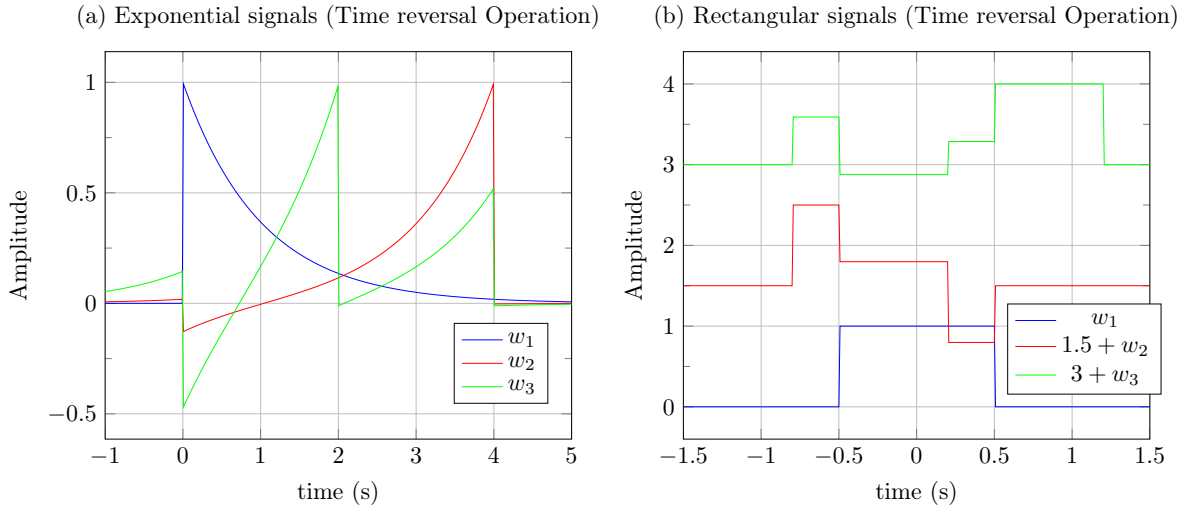 (a) Exponential signals (Time reversal Operation)
1
0.5
0
−0.5
−1
0
1
2
3
4
5
Amplitude
time (s)
w1
w2
w3
(b) Rectangular signals (Time reversal Operation)
4
3
2
1
0
−1.5
−1
−0.5
0
0.5
1
1.5
Amplitude
time (s)
w1
1.5 + w2
3 + w3